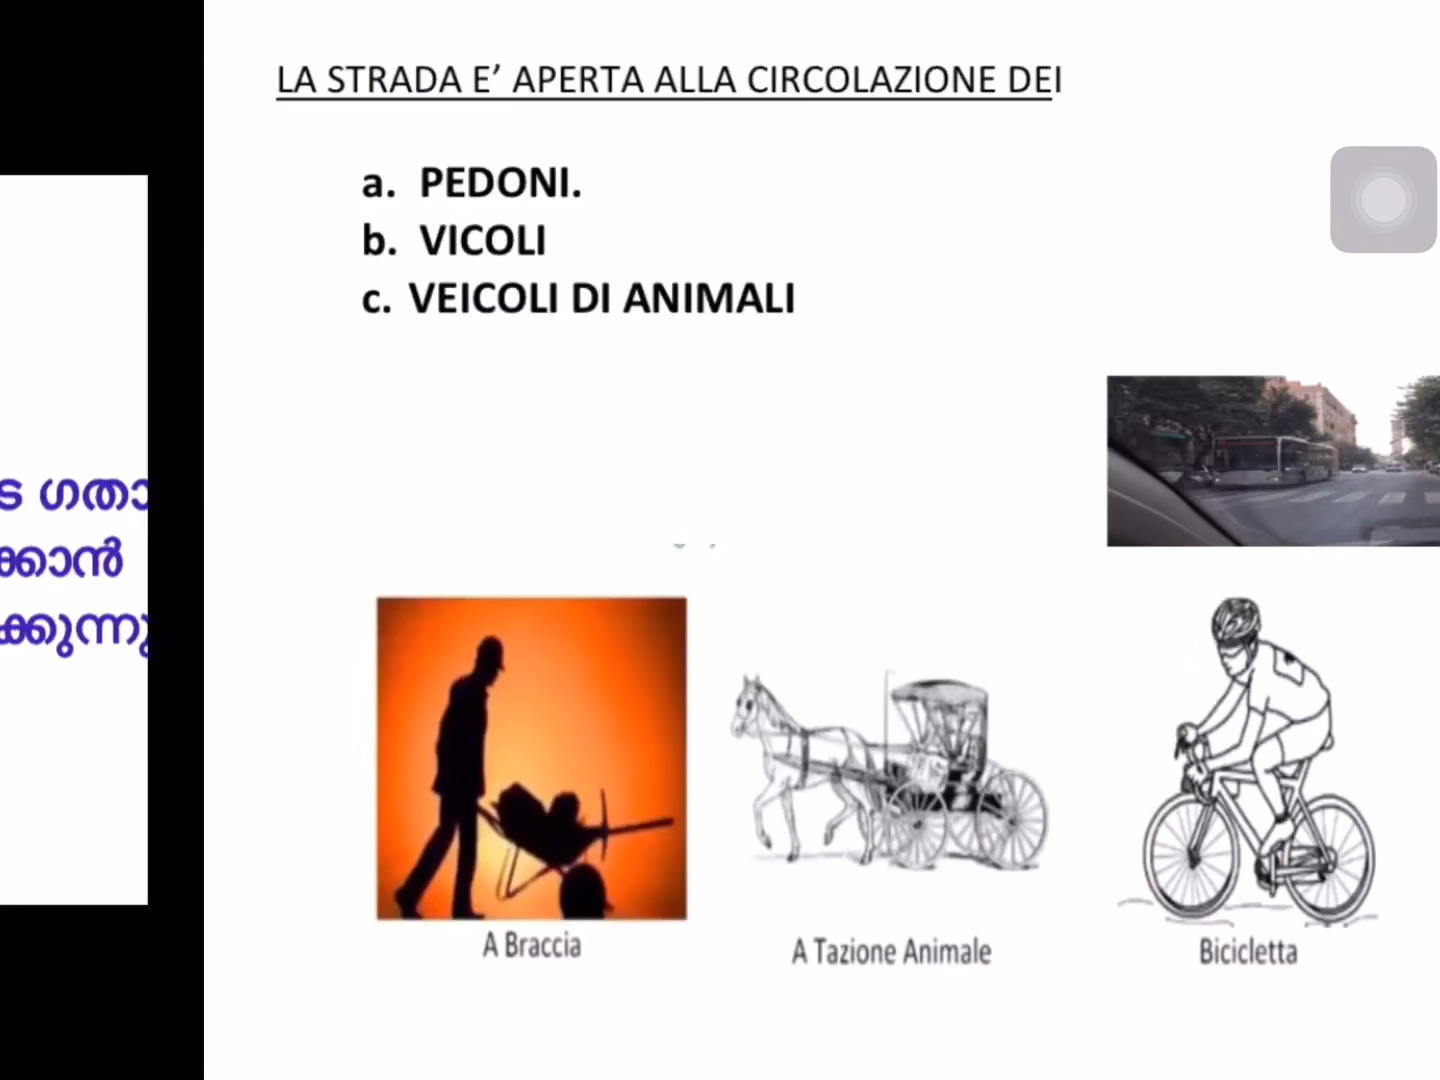 LA STRADA E’ APERTA ALLA CIRCOLAZIONE DEI
a. PEDONI.
b. VICOLI
c. VEICOLI DI ANIMALI
ക്കാൻ
A Braccia
A Tazione Animale
Bicicletta